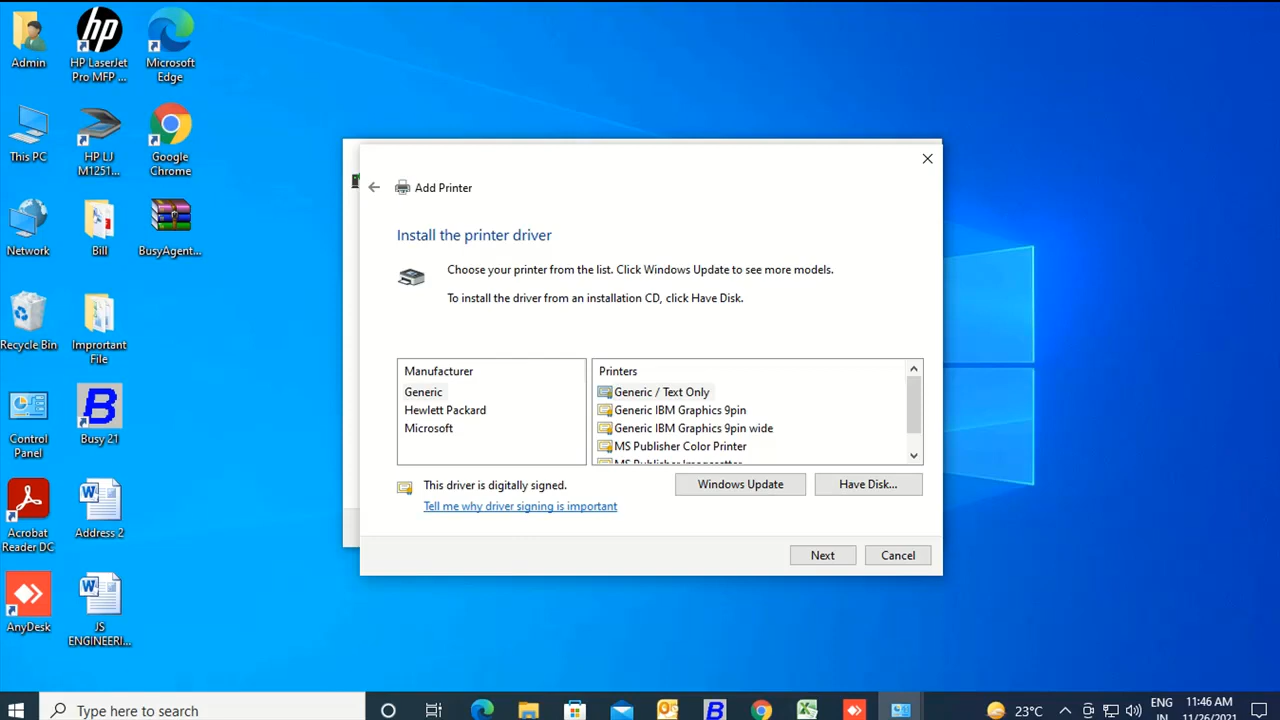 Admin
HP LaserJet
Pro MFP ...
Microsoft
Edge
This PC
HP LJ
M1251...
Google
Chrome
Network
Bill
BusyAgent...
Recycle Bin
Imprortant
File
Control
Panel
Busy 21
Acrobat
Reader DC
Address 2
AnyDesk
JS
ENGINEERI...
Add Printer
Install the printer driver
Choose your printer from the list. Click Windows Update to see more models.
To install the driver from an installation CD, click Have Disk.
Manufacturer
Generic
Hewlett Packard
Microsoft
Printers
Generic / Text Only
Generic IBM Graphics 9pin
Generic IBM Graphics 9pin wide
MS Publisher Color Printer
MS Publisher Imagesetter
This driver is digitally signed.
Tell me why driver signing is important
Windows Update
Have Disk...
Next
Cancel
Type here to search
23°C
ENG
IN
11:46 AM
11/26/2021